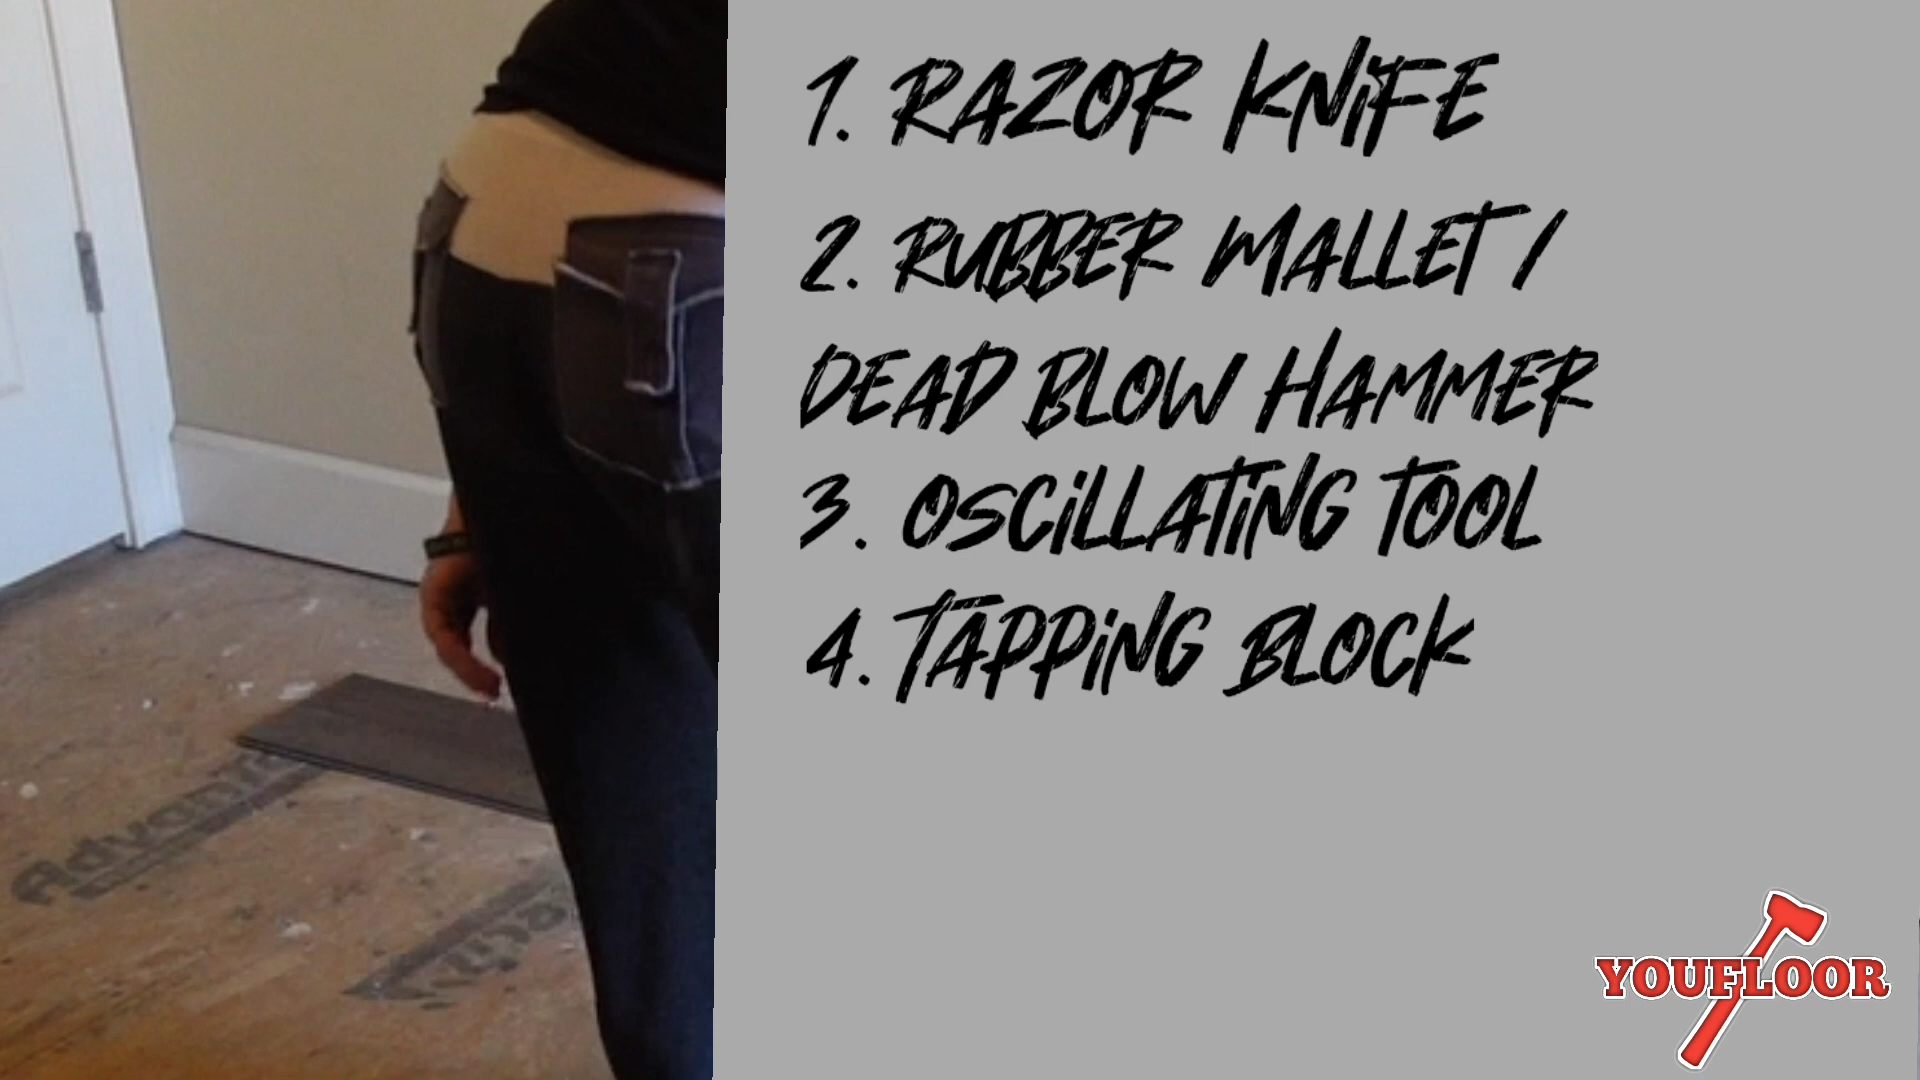 1. RAZOR KNIFE
2. RUBBER MALLET /
DEAD BLOW HAMMER
3. OSCILLATING TOOL
4. TAPPING BLOCK
YOUFLOOR